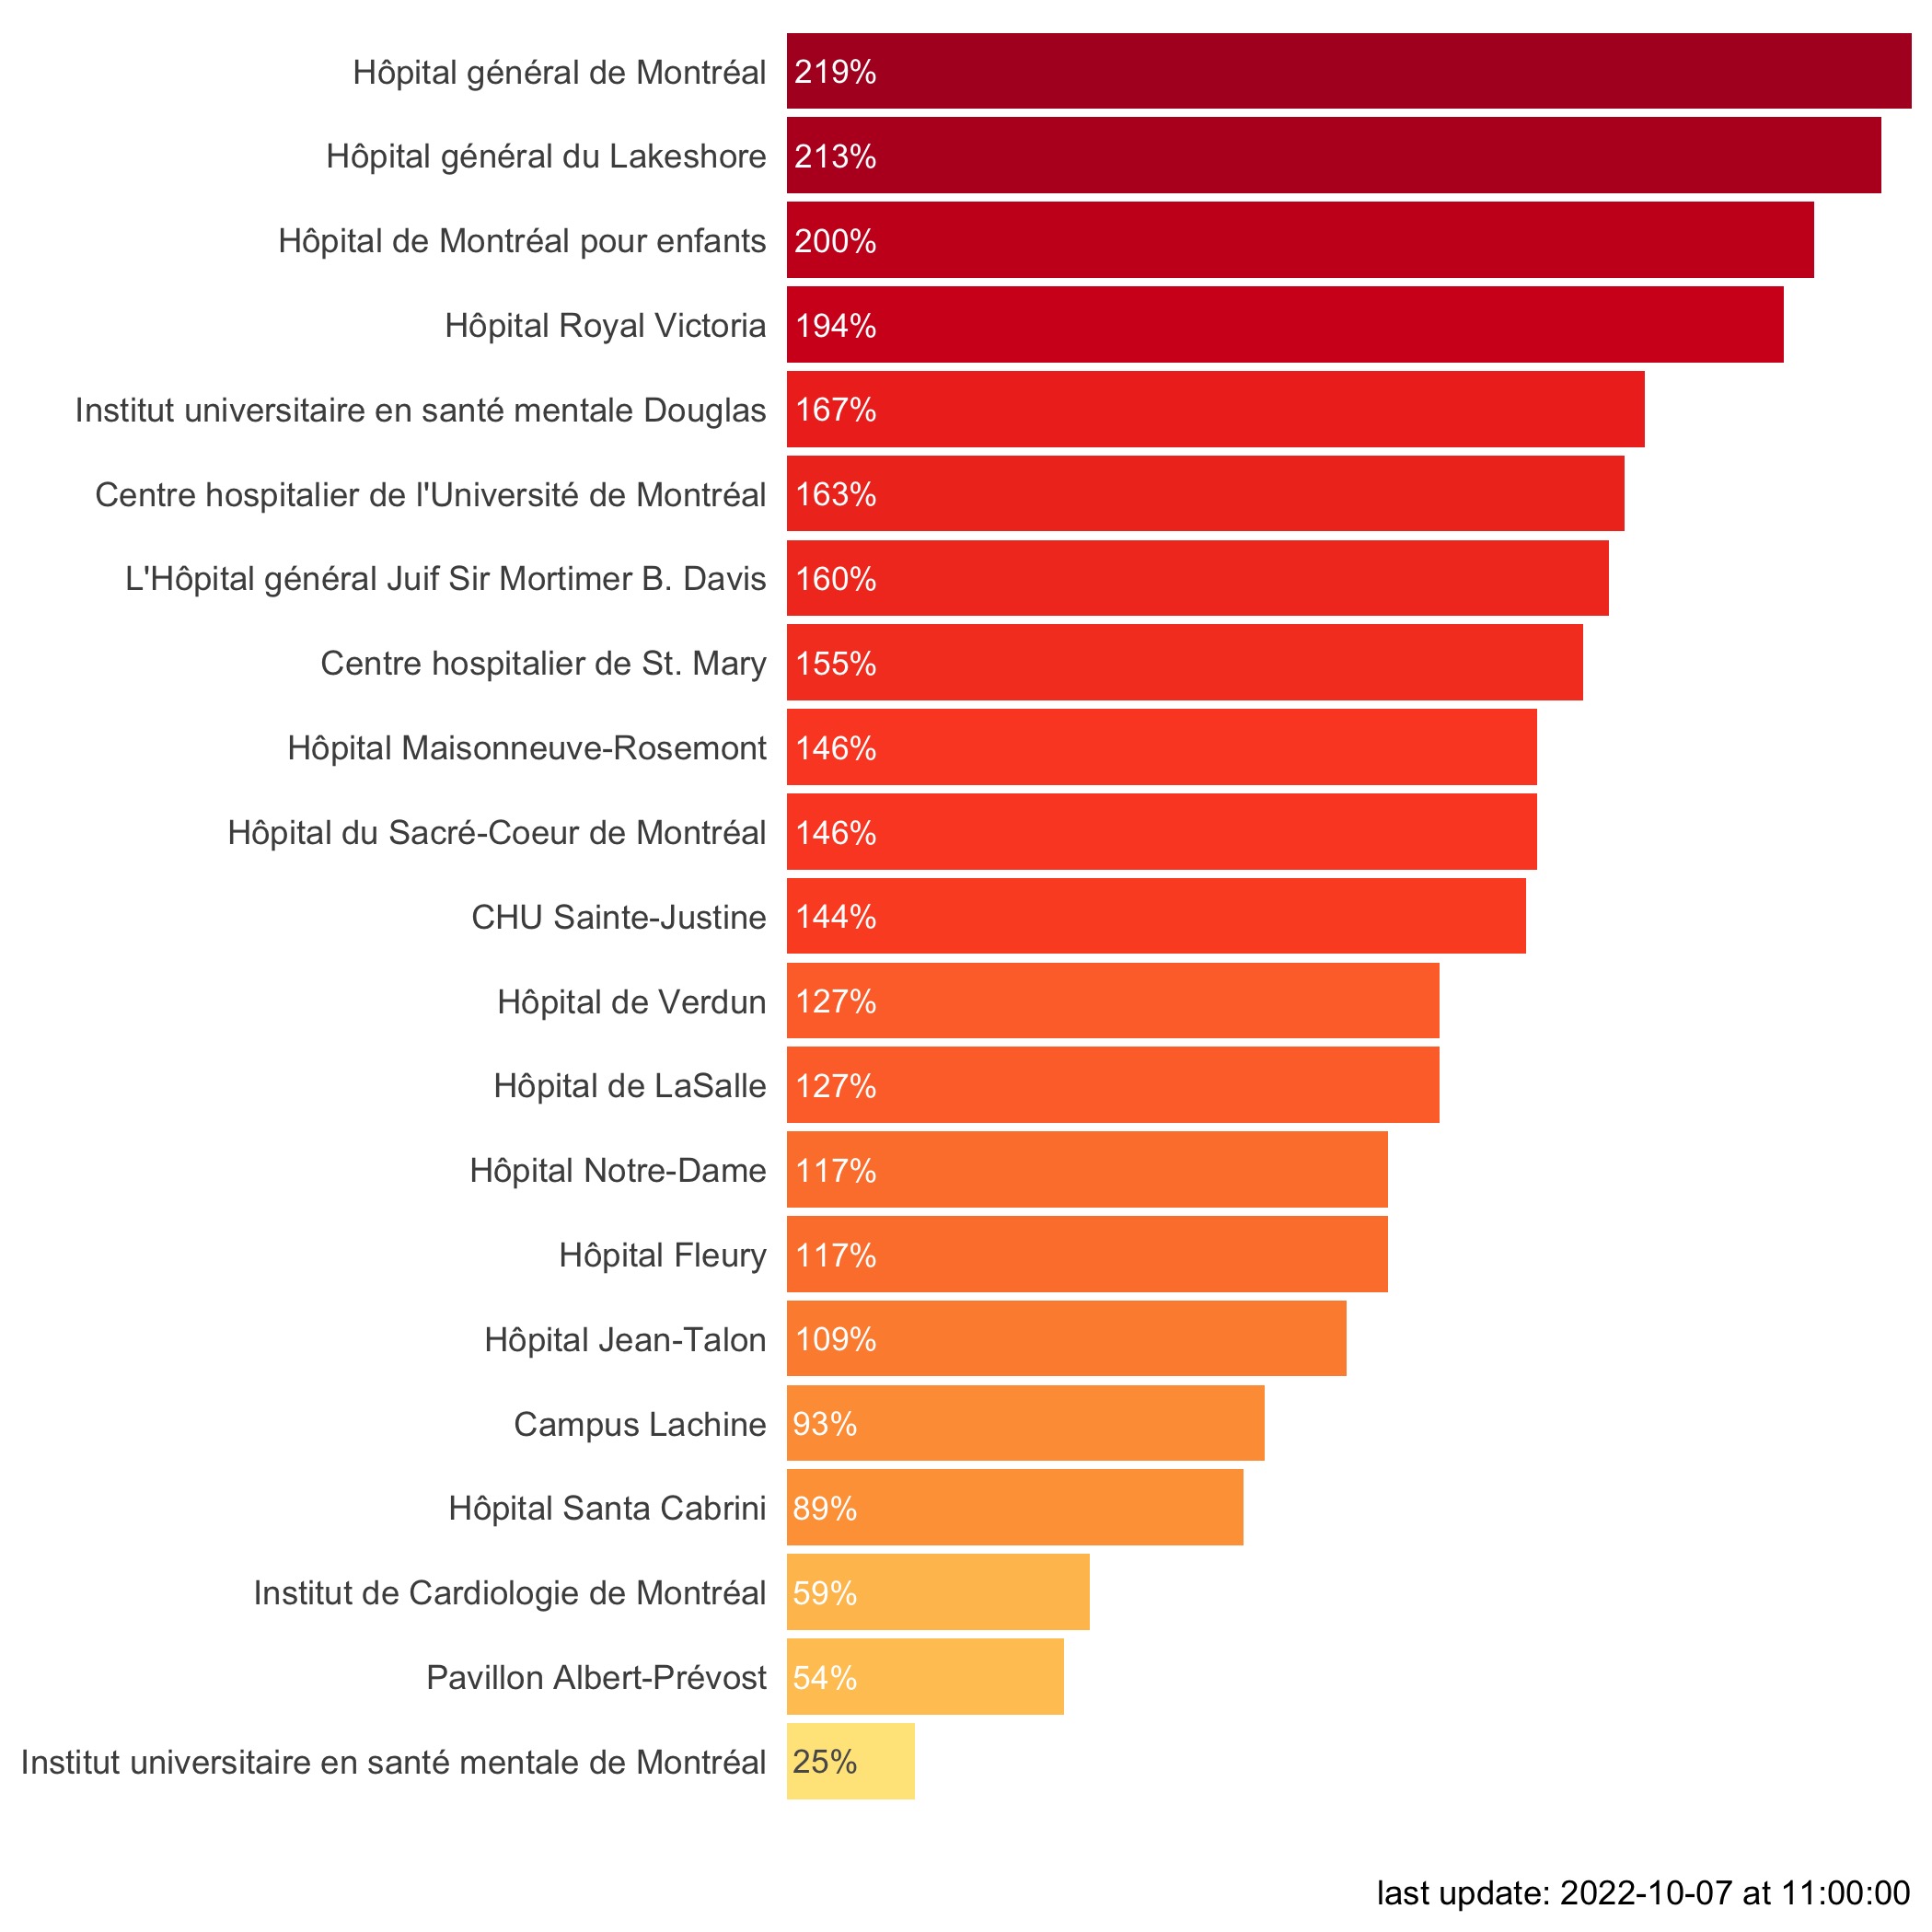 Hôpital général de Montréal 219%
Hôpital général du Lakeshore 213%
Hôpital de Montréal pour enfants 200%
Hôpital Royal Victoria 194%
Institut universitaire en santé mentale Douglas 167%
Centre hospitalier de l'Université de Montréal 163%
L'Hôpital général Juif Sir Mortimer B. Davis 160%
Centre hospitalier de St. Mary 155%
Hôpital Maisonneuve-Rosemont 146%
Hôpital du Sacré-Coeur de Montréal 146%
CHU Sainte-Justine 144%
Hôpital de Verdun 127%
Hôpital de LaSalle 127%
Hôpital Notre-Dame 117%
Hôpital Fleury 117%
Hôpital Jean-Talon 109%
Campus Lachine 93%
Hôpital Santa Cabrini 89%
Institut de Cardiologie de Montréal 59%
Pavillon Albert-Prévost 54%
Institut universitaire en santé mentale de Montréal 25%
last update: 2022-10-07 at 11:00:00